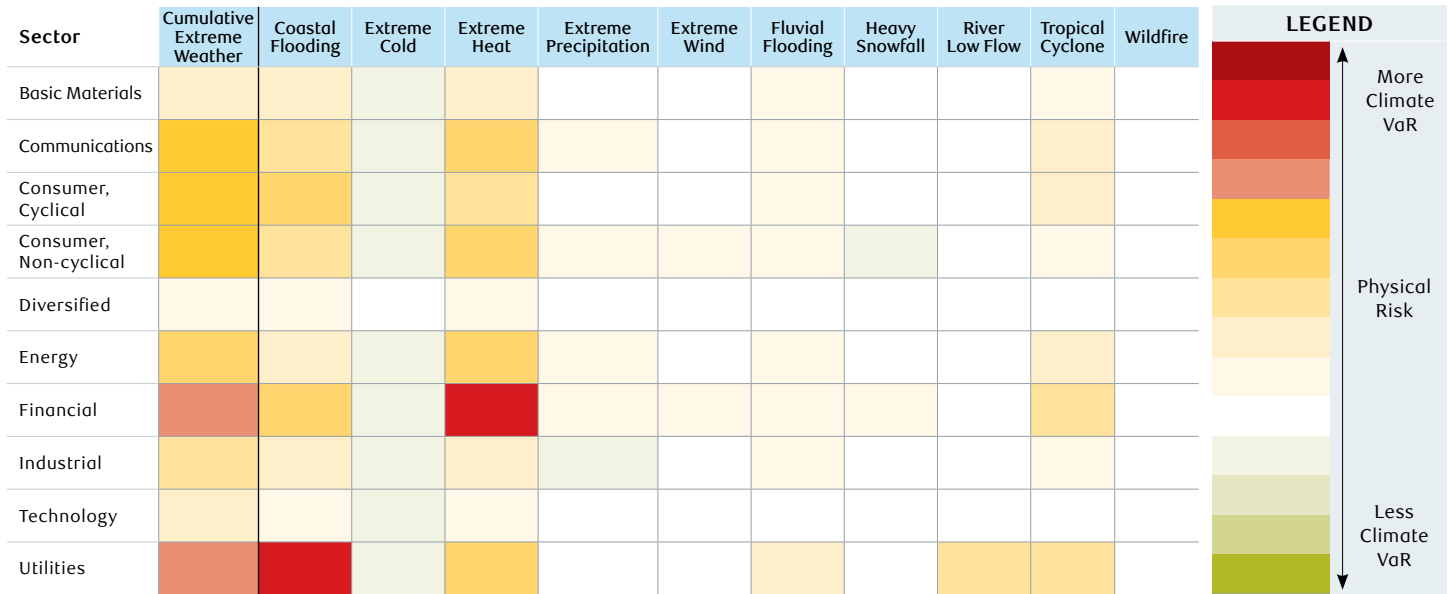 Sector
Cumulative
Extreme
Weather
Coastal
Flooding
Extreme
Cold
Extreme
Heat
Extreme
Precipitation
Extreme
Wind
Fluvial
Flooding
Heavy
Snowfall
River
Low Flow
Tropical
Cyclone
Wildfire
Basic Materials
Communications
Consumer,
Cyclical
Consumer,
Non-cyclical
Diversified
Energy
Financial
Industrial
Technology
Utilities
LEGEND
More
Climate
VaR
Physical
Risk
Less
Climate
VaR